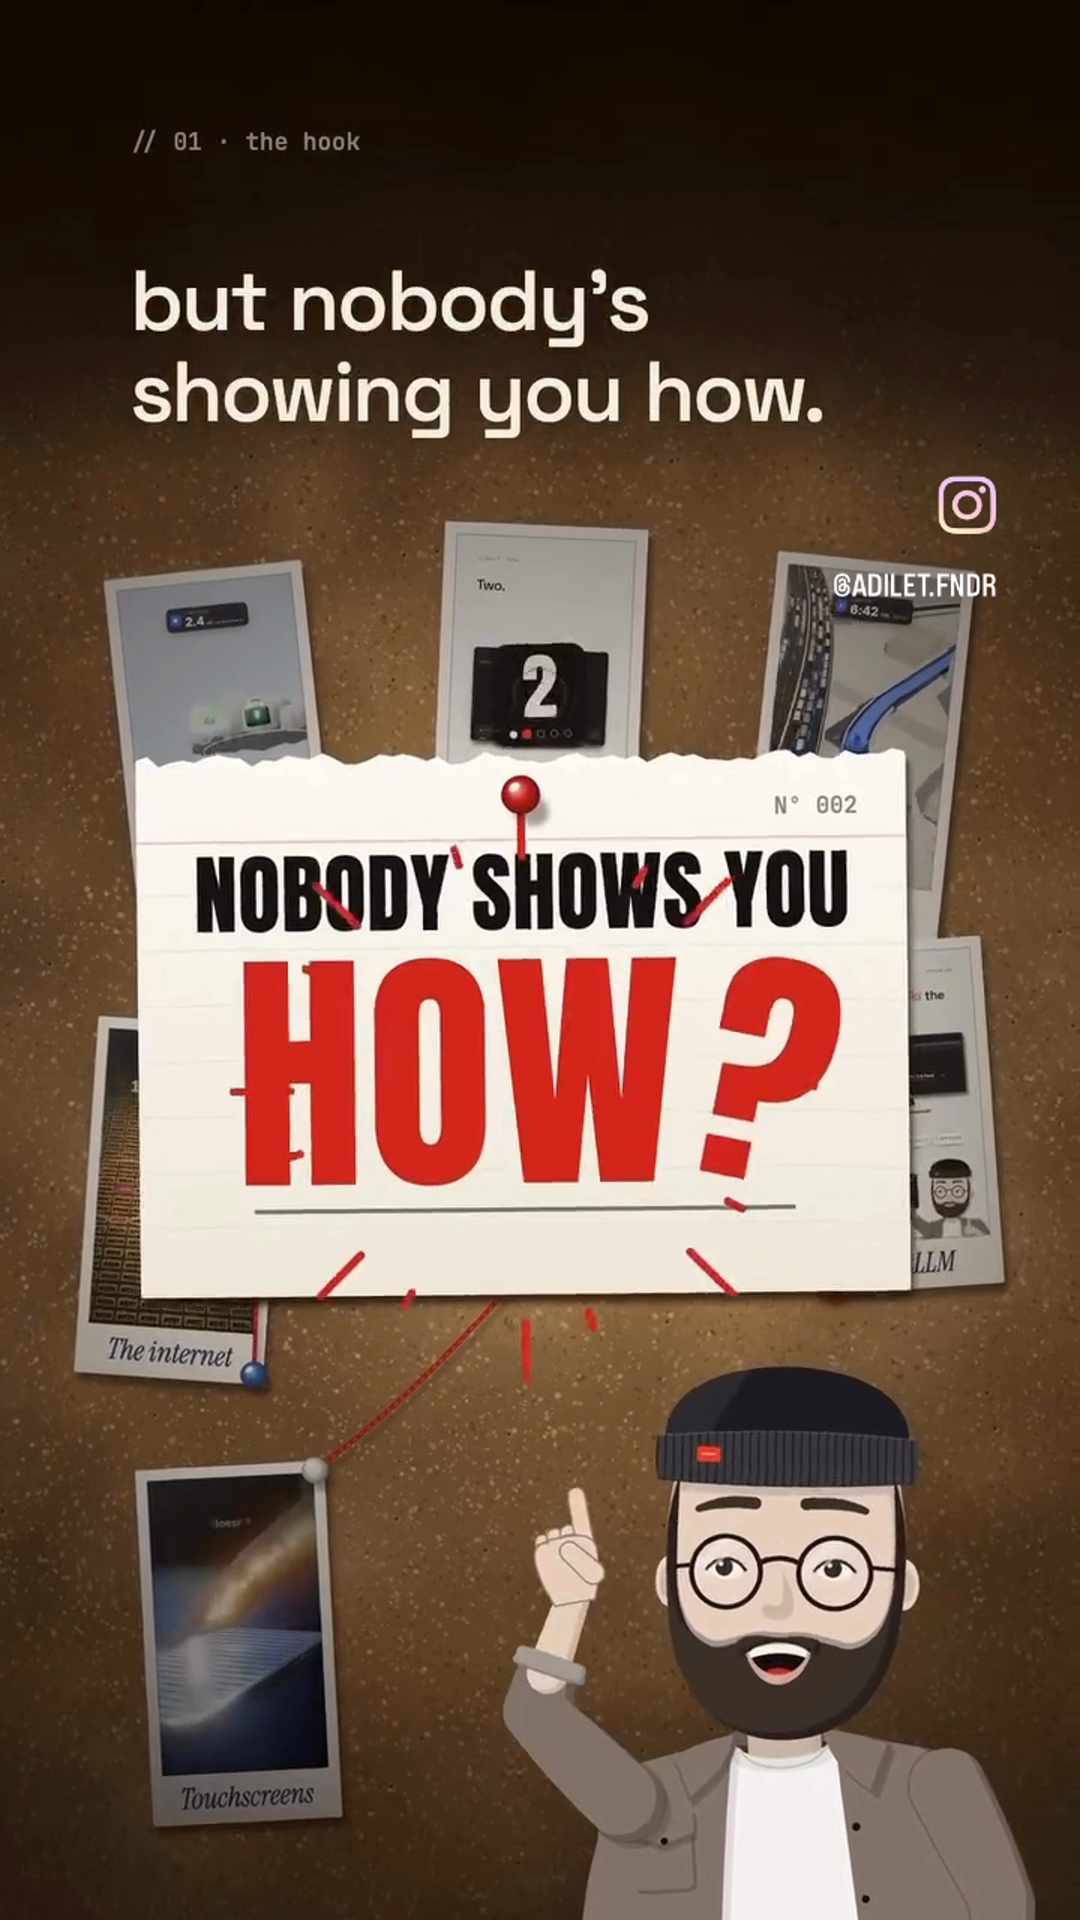 // 01 · the hook
but nobody’s
showing you how.
@ADILET.FNDR
2.4
Two.
2
6:42
N° 002
NOBODY SHOWS YOU
HOW?
the
LLM
The internet
Touchscreens